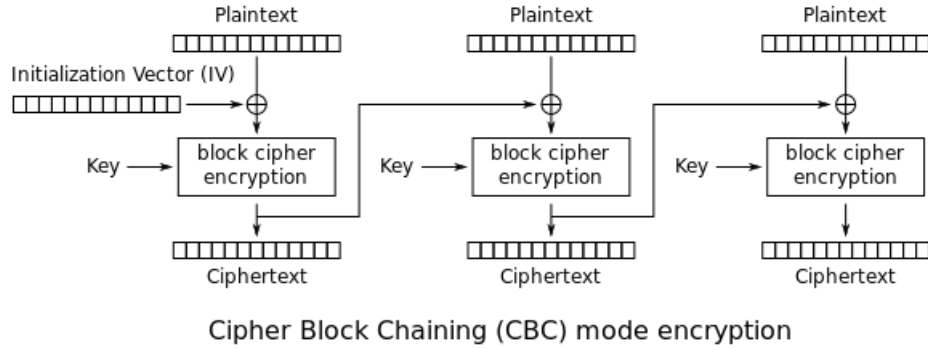 Plaintext
Plaintext
Plaintext
Initialization Vector (IV)
Key
block cipher
encryption
Key
block cipher
encryption
Key
block cipher
encryption
Ciphertext
Ciphertext
Ciphertext
Cipher Block Chaining (CBC) mode encryption